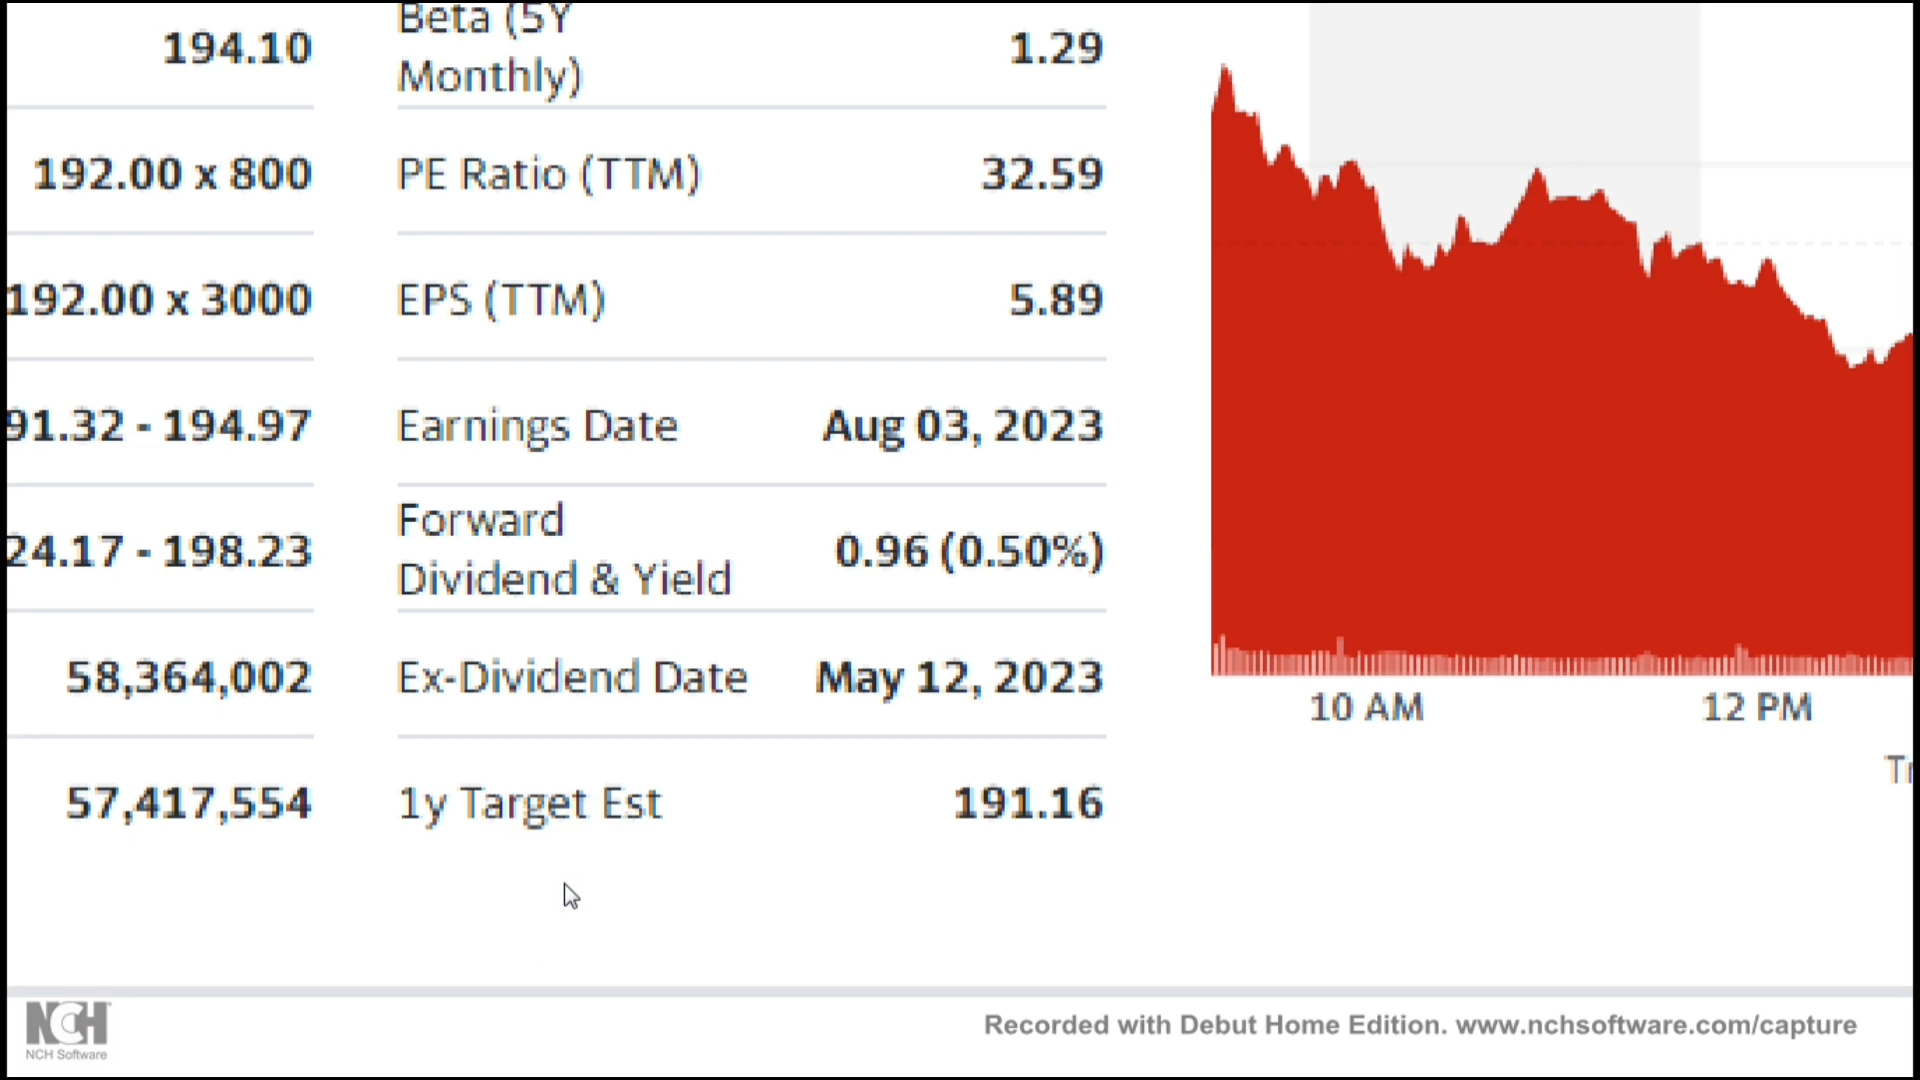 194.10
Beta (5Y
Monthly)
1.29
192.00 x 800
PE Ratio (TTM)
32.59
192.00 x 3000
EPS (TTM)
5.89
91.32 - 194.97
Earnings Date
Aug 03, 2023
24.17 - 198.23
Forward
Dividend & Yield
0.96 (0.50%)
58,364,002
Ex-Dividend Date
May 12, 2023
57,417,554
1y Target Est
191.16
10 AM
12 PM
NCH
NCH Software
Recorded with Debut Home Edition. www.nchsoftware.com/capture